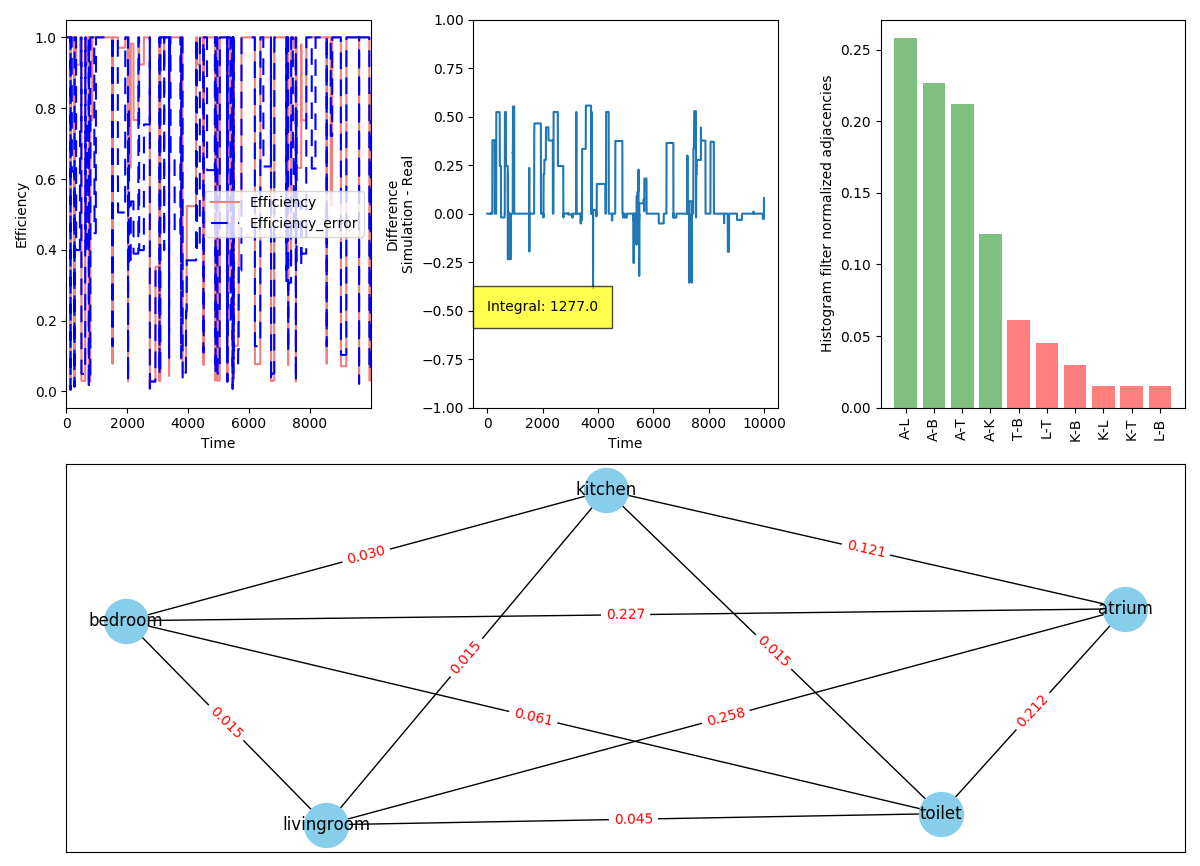 1.0
0.8
0.6
0.4
0.2
0.0
Efficiency
0
2000
4000
6000
8000
Time
Efficiency
Efficiency_error
1.00
0.75
0.50
0.25
0.00
−0.25
−0.50
−0.75
−1.00
Difference
Simulation - Real
Integral: 1277.0
0
2000
4000
6000
8000
10000
Time
0.25
0.20
0.15
0.10
0.05
0.00
Histogram filter normalized adjacencies
A-L
A-B
A-T
A-K
T-B
L-T
K-B
K-L
K-T
L-B
kitchen
0.030
0.121
bedroom
0.227
atrium
0.015
0.015
0.015
0.061
0.258
0.212
livingroom
0.045
toilet